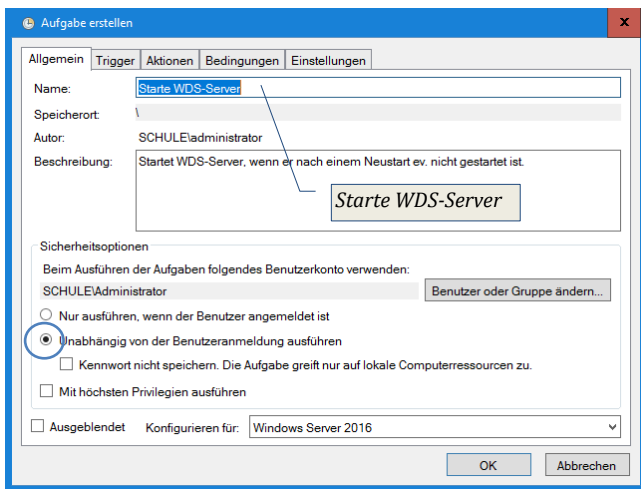 Aufgabe erstellen
x
Allgemein Trigger Aktionen Bedingungen Einstellungen
Name: Starte WDS-Server
Speicherort: \
Autor: SCHULE\administrator
Beschreibung: Startet WDS-Server, wenn er nach einem Neustart ev. nicht gestartet ist.
Starte WDS-Server
Sicherheitsoptionen
Beim Ausführen der Aufgaben folgendes Benutzerkonto verwenden:
SCHULE\Administrator Benutzer oder Gruppe ändern...
Nur ausführen, wenn der Benutzer angemeldet ist
Unabhängig von der Benutzeranmeldung ausführen
Kennwort nicht speichern. Die Aufgabe greift nur auf lokale Computerressourcen zu.
Mit höchsten Privilegien ausführen
Ausgeblendet Konfigurieren für: Windows Server 2016
OK Abbrechen